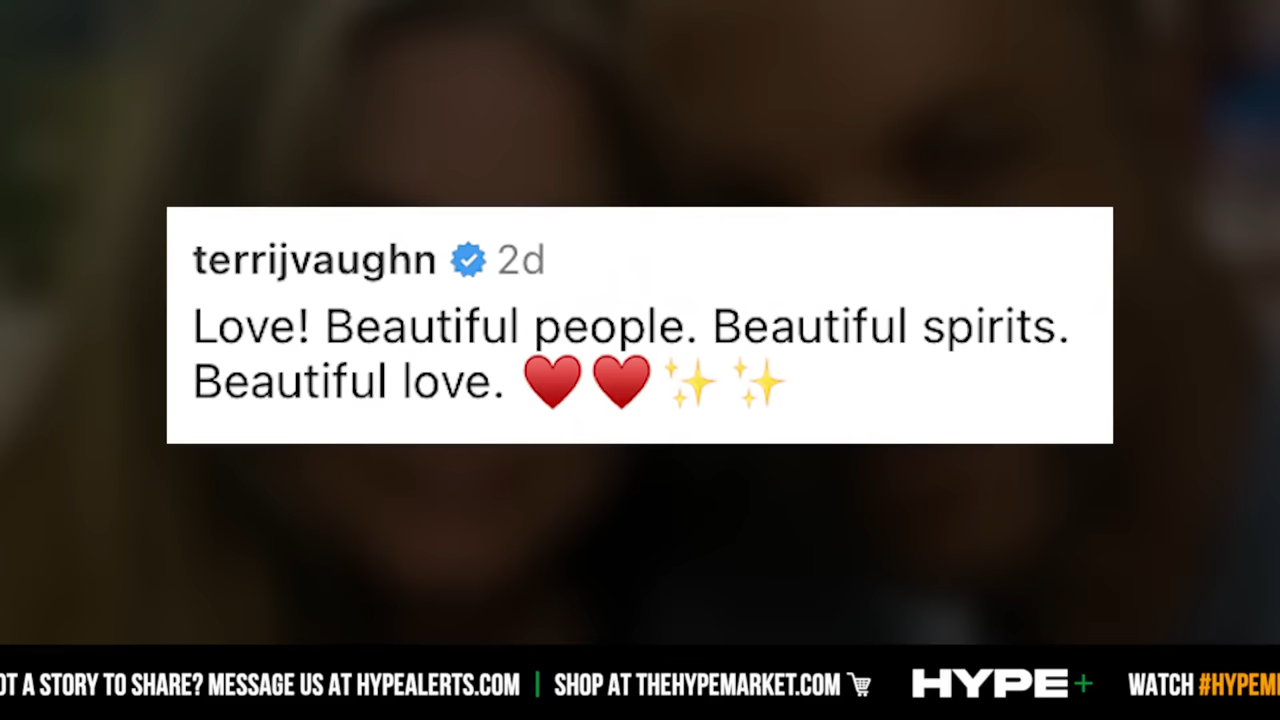 terrijvaughn 2d
Love! Beautiful people. Beautiful spirits.
Beautiful love. ♥️♥️✨✨
A STORY TO SHARE? MESSAGE US AT HYPEALERTS.COM | SHOP AT THEHYPEMARKET.COM HYPE+ WATCH